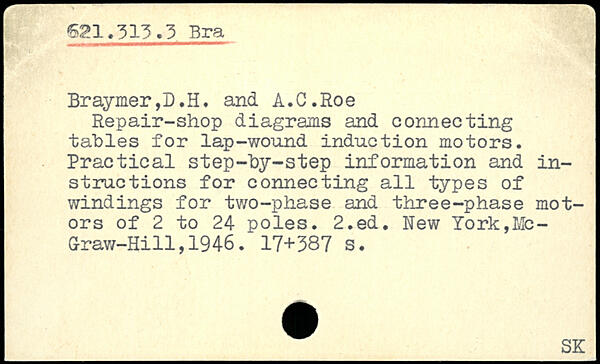 621.313.3 Bra
Braymer,D.H. and A.C.Roe
Repair-shop diagrams and connecting
tables for lap-wound induction motors.
Practical step-by-step information and in-
structions for connecting all types of
windings for two-phase and three-phase mot-
ors of 2 to 24 poles. 2.ed. New York,Mc-
Graw-Hill,1946. 17+387 s.
SK